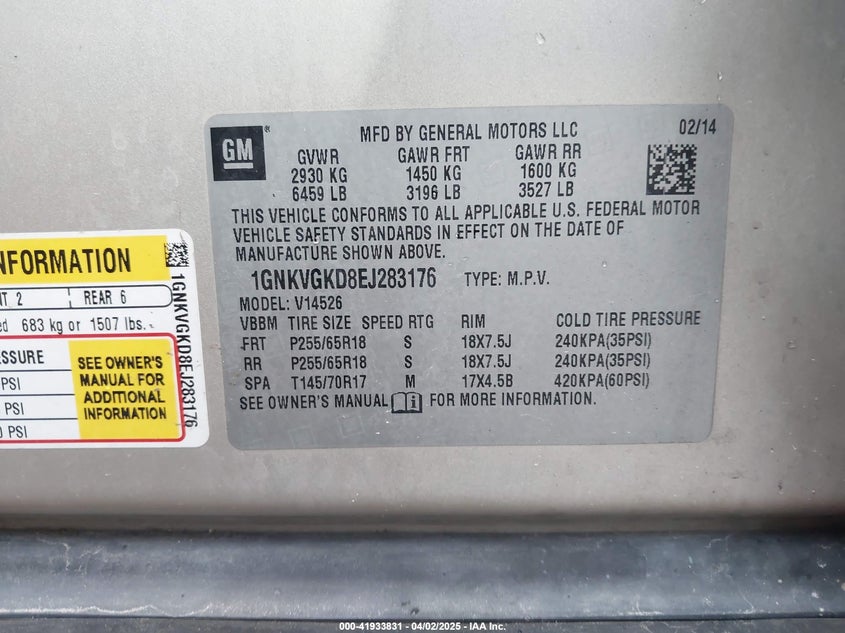 GM
®
MFD BY GENERAL MOTORS LLC
02/14
GVWR GAWR FRT GAWR RR
2930 KG 1450 KG 1600 KG
6459 LB 3196 LB 3527 LB
THIS VEHICLE CONFORMS TO ALL APPLICABLE U.S. FEDERAL MOTOR
VEHICLE SAFETY STANDARDS IN EFFECT ON THE DATE OF
MANUFACTURE SHOWN ABOVE.
1GNKVGKD8EJ283176 TYPE: M.P.V.
MODEL: V14526
VBBM TIRE SIZE SPEED RTG RIM COLD TIRE PRESSURE
FRT P255/65R18 S 18X7.5J 240KPA(35PSI)
RR P255/65R18 S 18X7.5J 240KPA(35PSI)
SPA T145/70R17 M 17X4.5B 420KPA(60PSI)
SEE OWNER'S MANUAL i FOR MORE INFORMATION.
NFORMATION
NT 2 REAR 6
ed 683 kg or 1507 lbs.
SSURE
PSI
PSI
0 PSI
SEE OWNER'S
MANUAL FOR
ADDITIONAL
INFORMATION
1GNKVGKD8EJ283176
000-41933831 - 04/02/2025 - IAA Inc.